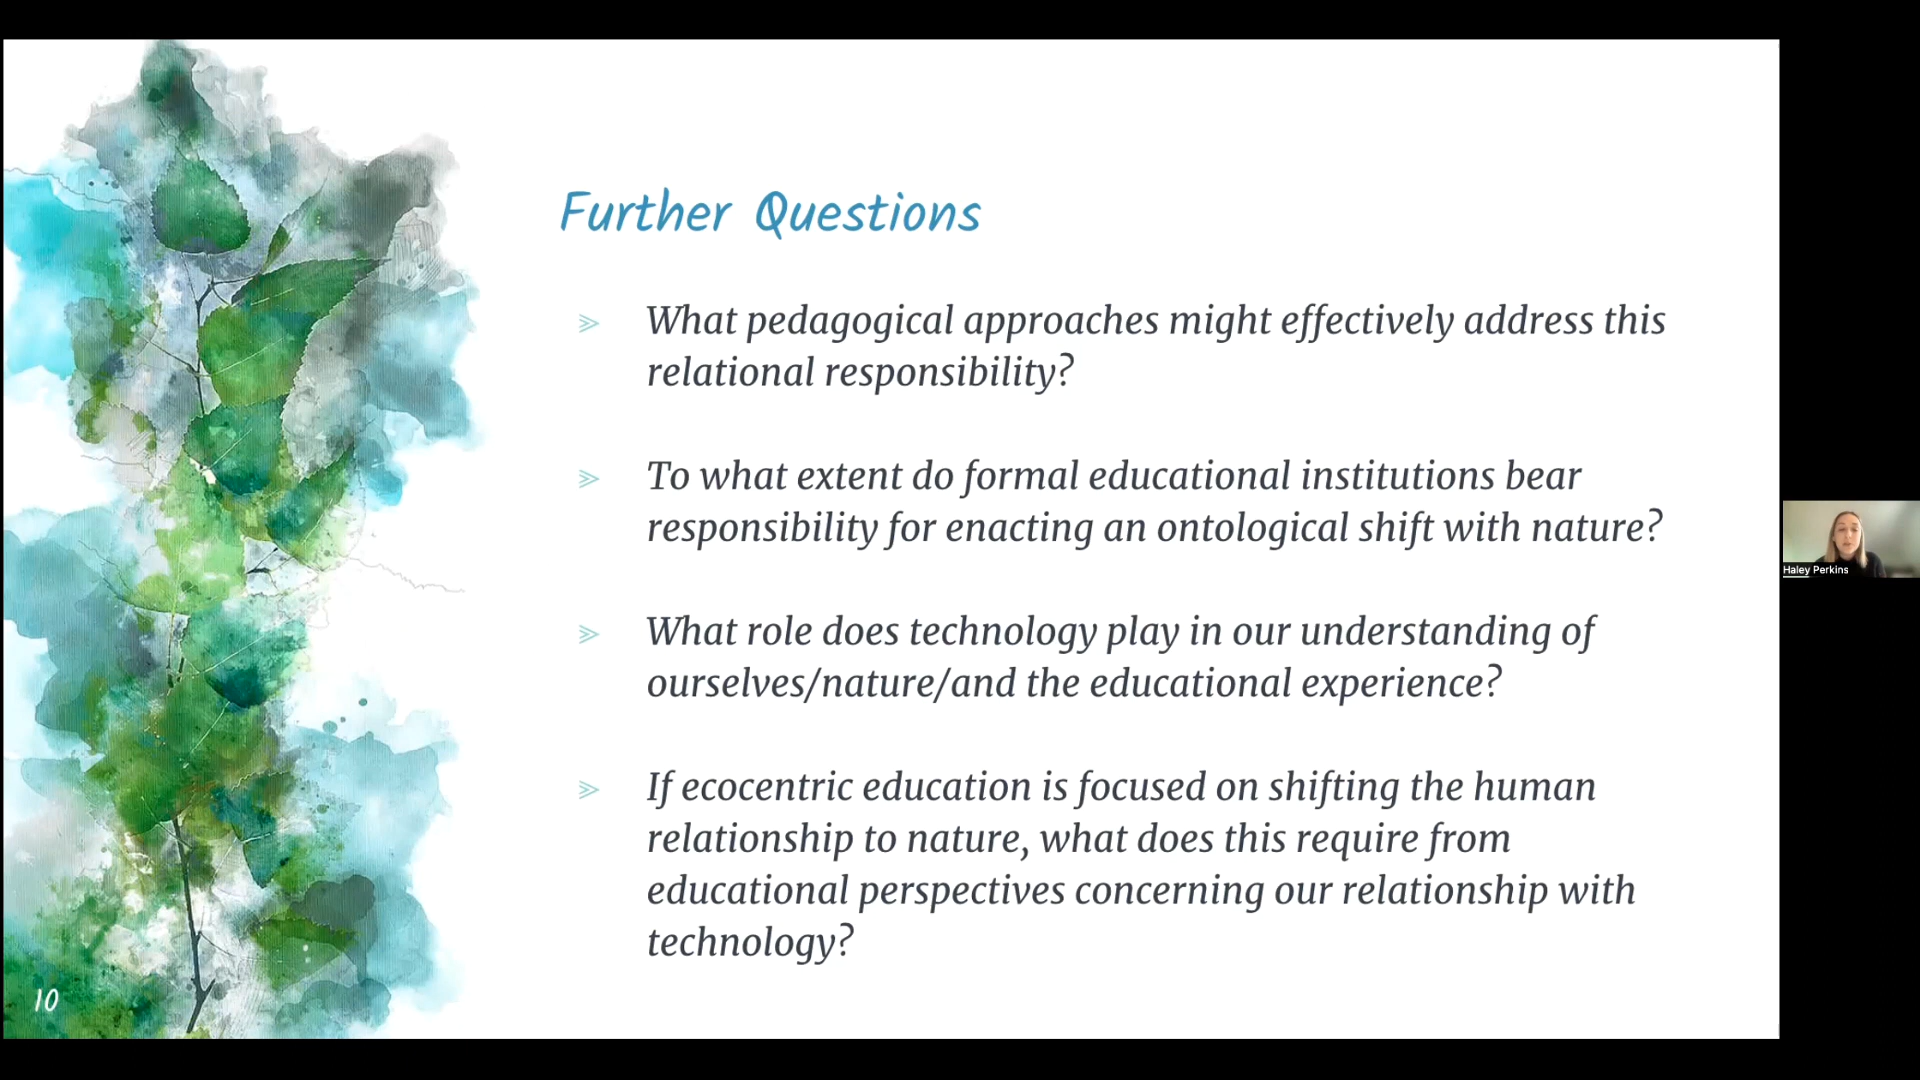 Further Questions
What pedagogical approaches might effectively address this
relational responsibility?
To what extent do formal educational institutions bear
responsibility for enacting an ontological shift with nature?
What role does technology play in our understanding of
ourselves/nature/and the educational experience?
If ecocentric education is focused on shifting the human
relationship to nature, what does this require from
educational perspectives concerning our relationship with
technology?
10
Haley Perkins